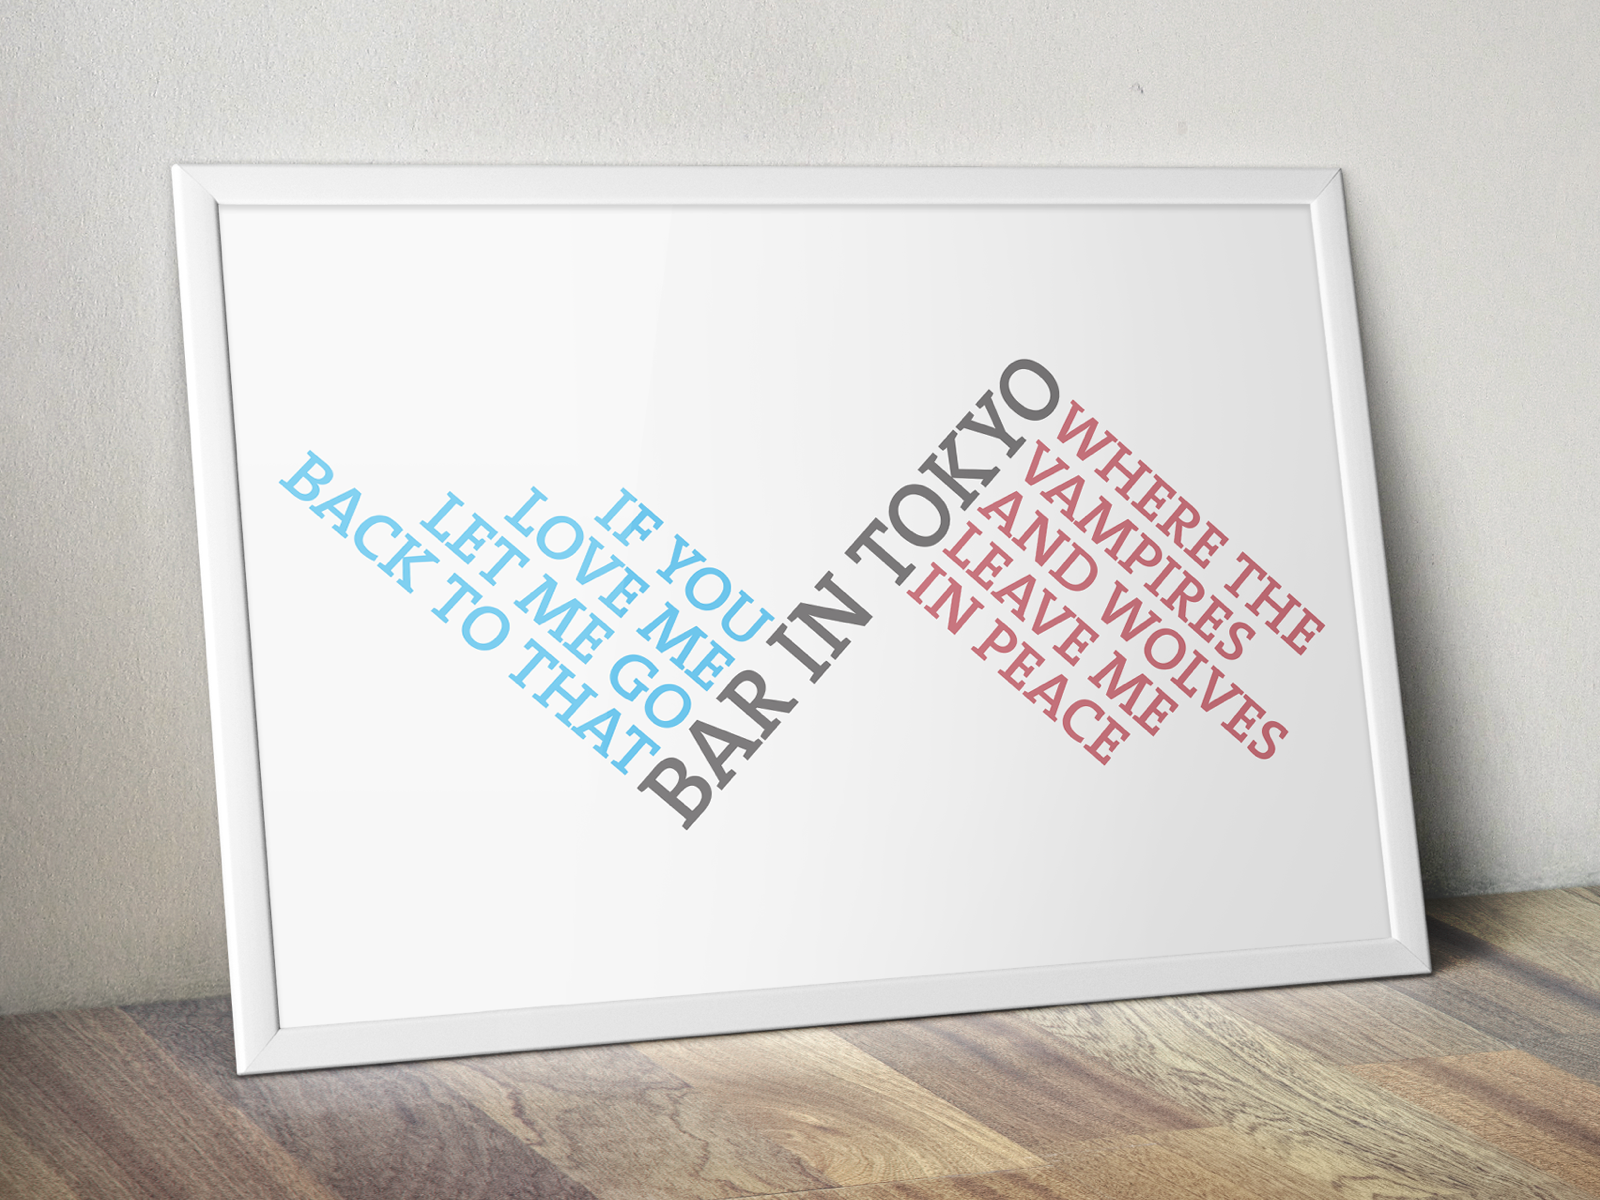 IF YOU
LOVE ME
LET ME GO
BACK TO THAT
BAR IN TOKYO
WHERE THE
VAMPIRES
AND WOLVES
LEAVE ME
IN PEACE